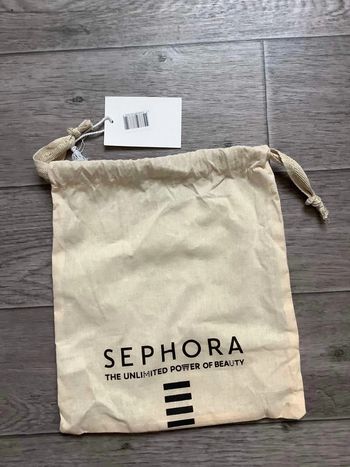 SEPHORA
THE UNLIMITED POWER OF BEAUTY